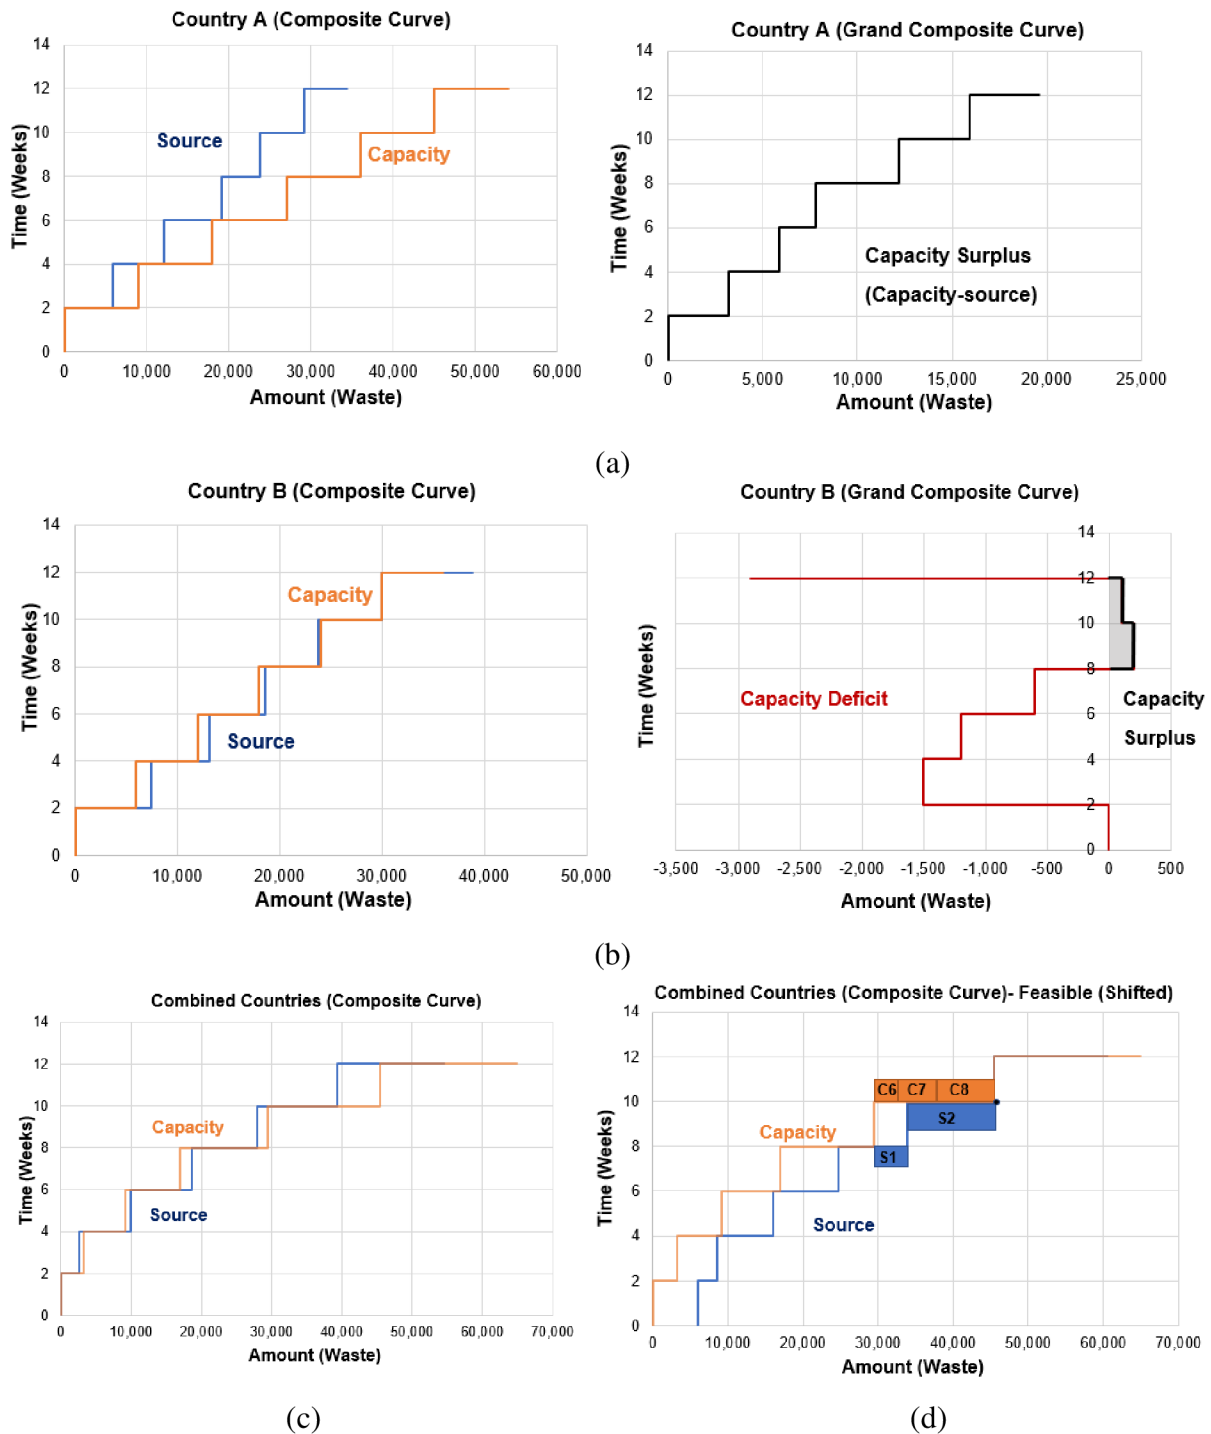 Country A (Composite Curve)
14
12
10
8
6
4
2
0
Time (Weeks)
Source
Capacity
0 10,000 20,000 30,000 40,000 50,000 60,000
Amount (Waste)
Country A (Grand Composite Curve)
14
12
10
8
6
4
2
0
Time (Weeks)
Capacity Surplus
(Capacity-source)
0 5,000 10,000 15,000 20,000 25,000
Amount (Waste)
(a)
Country B (Composite Curve)
14
12
10
8
6
4
2
0
Time (Weeks)
Capacity
Source
0 10,000 20,000 30,000 40,000 50,000
Amount (Waste)
Country B (Grand Composite Curve)
14
12
10
8
6
4
2
0
Time (Weeks)
Capacity Deficit
Capacity
Surplus
-3,500 -3,000 -2,500 -2,000 -1,500 -1,000 -500 0 500
Amount (Waste)
(b)
Combined Countries (Composite Curve)
14
12
10
8
6
4
2
0
Time (Weeks)
Capacity
Source
0 10,000 20,000 30,000 40,000 50,000 60,000 70,000
Amount (Waste)
(c)
Combined Countries (Composite Curve)- Feasible (Shifted)
14
12
10
8
6
4
2
0
Time (Weeks)
C6 C7 C8
S2
Capacity
S1
Source
0 10,000 20,000 30,000 40,000 50,000 60,000 70,000
Amount (Waste)
(d)